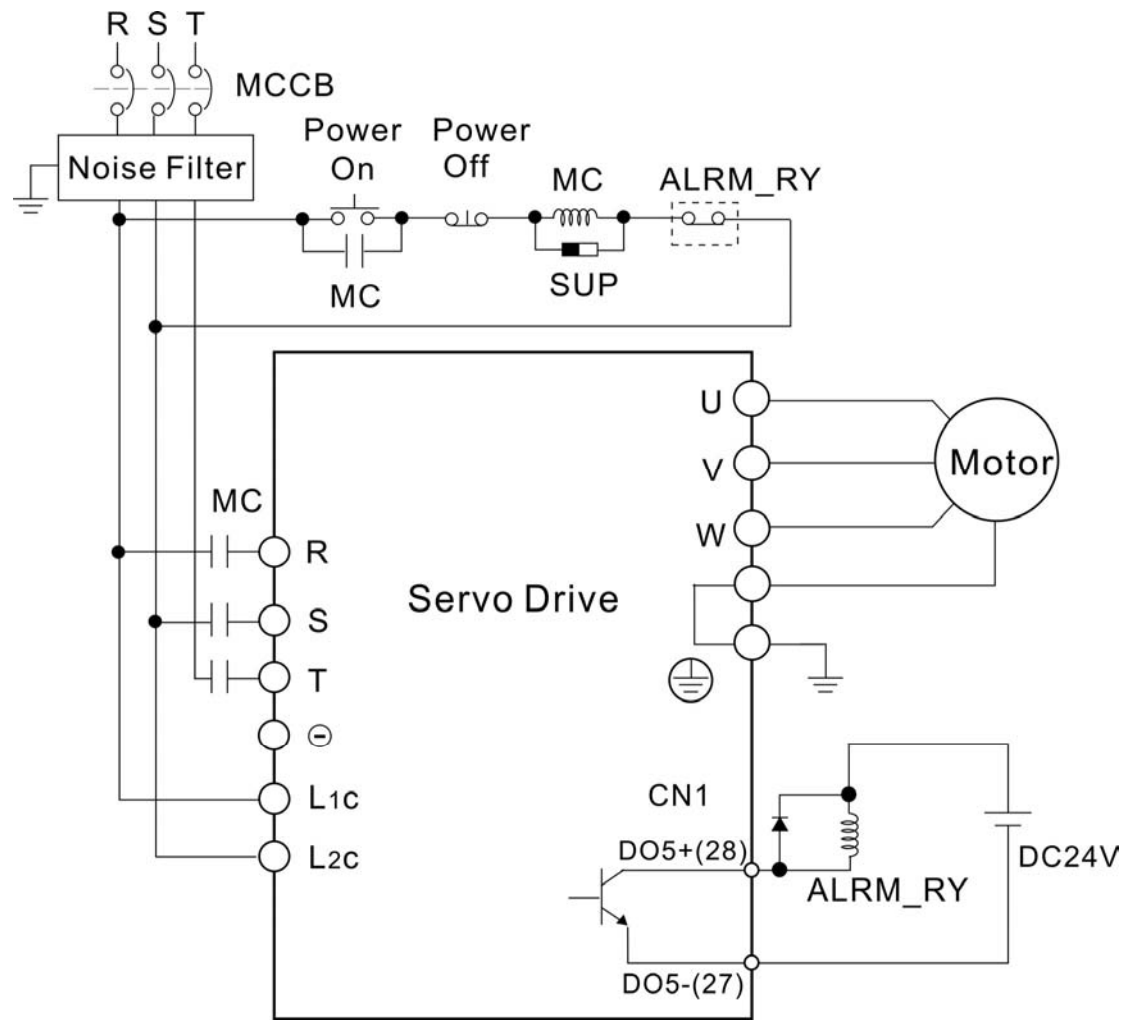 R S T
MCCB
Noise Filter
Power
On
Power
Off
MC
ALRM_RY
MC
SUP
U
V
W
Motor
MC
R
S
T
⊖
L1C
L2C
Servo Drive
CN1
DO5+(28)
DO5-(27)
ALRM_RY
DC24V